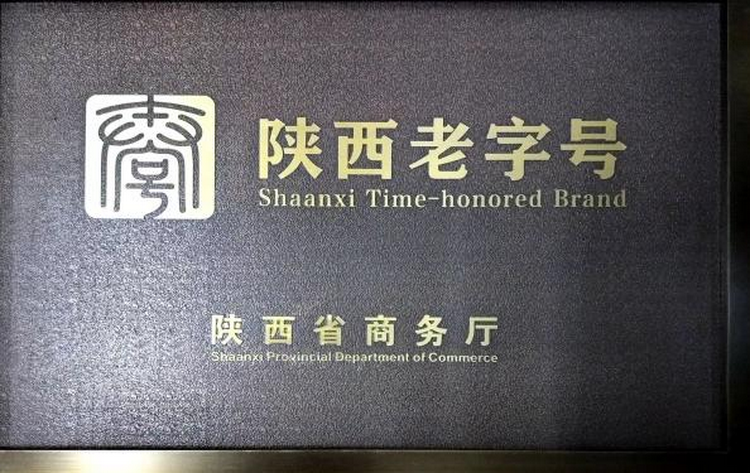 陕西老字号
Shaanxi Time-honored Brand
陕西省商务厅
Shaanxi Provincial Department of Commerce